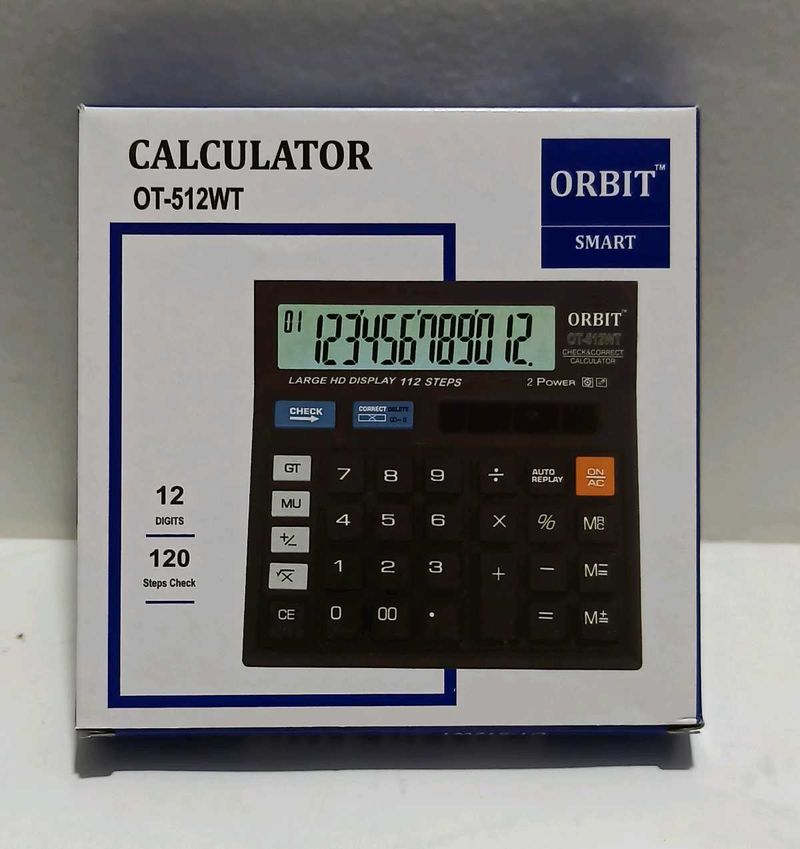 CALCULATOR
OT-512WT
ORBIT™
SMART
01 123456789012.
ORBIT™
OT-512WT
CHECK&CORRECT
CALCULATOR
LARGE HD DISPLAY 112 STEPS
2 POWER
CHECK
CORRECT DELETE
GT 7 8 9 ÷ AUTO REPLAY ON AC
MU 4 5 6 × %
+/- 1 2 3 + − M=
√X
CE 0 00 . = M±
12
DIGITS
120
Steps Check